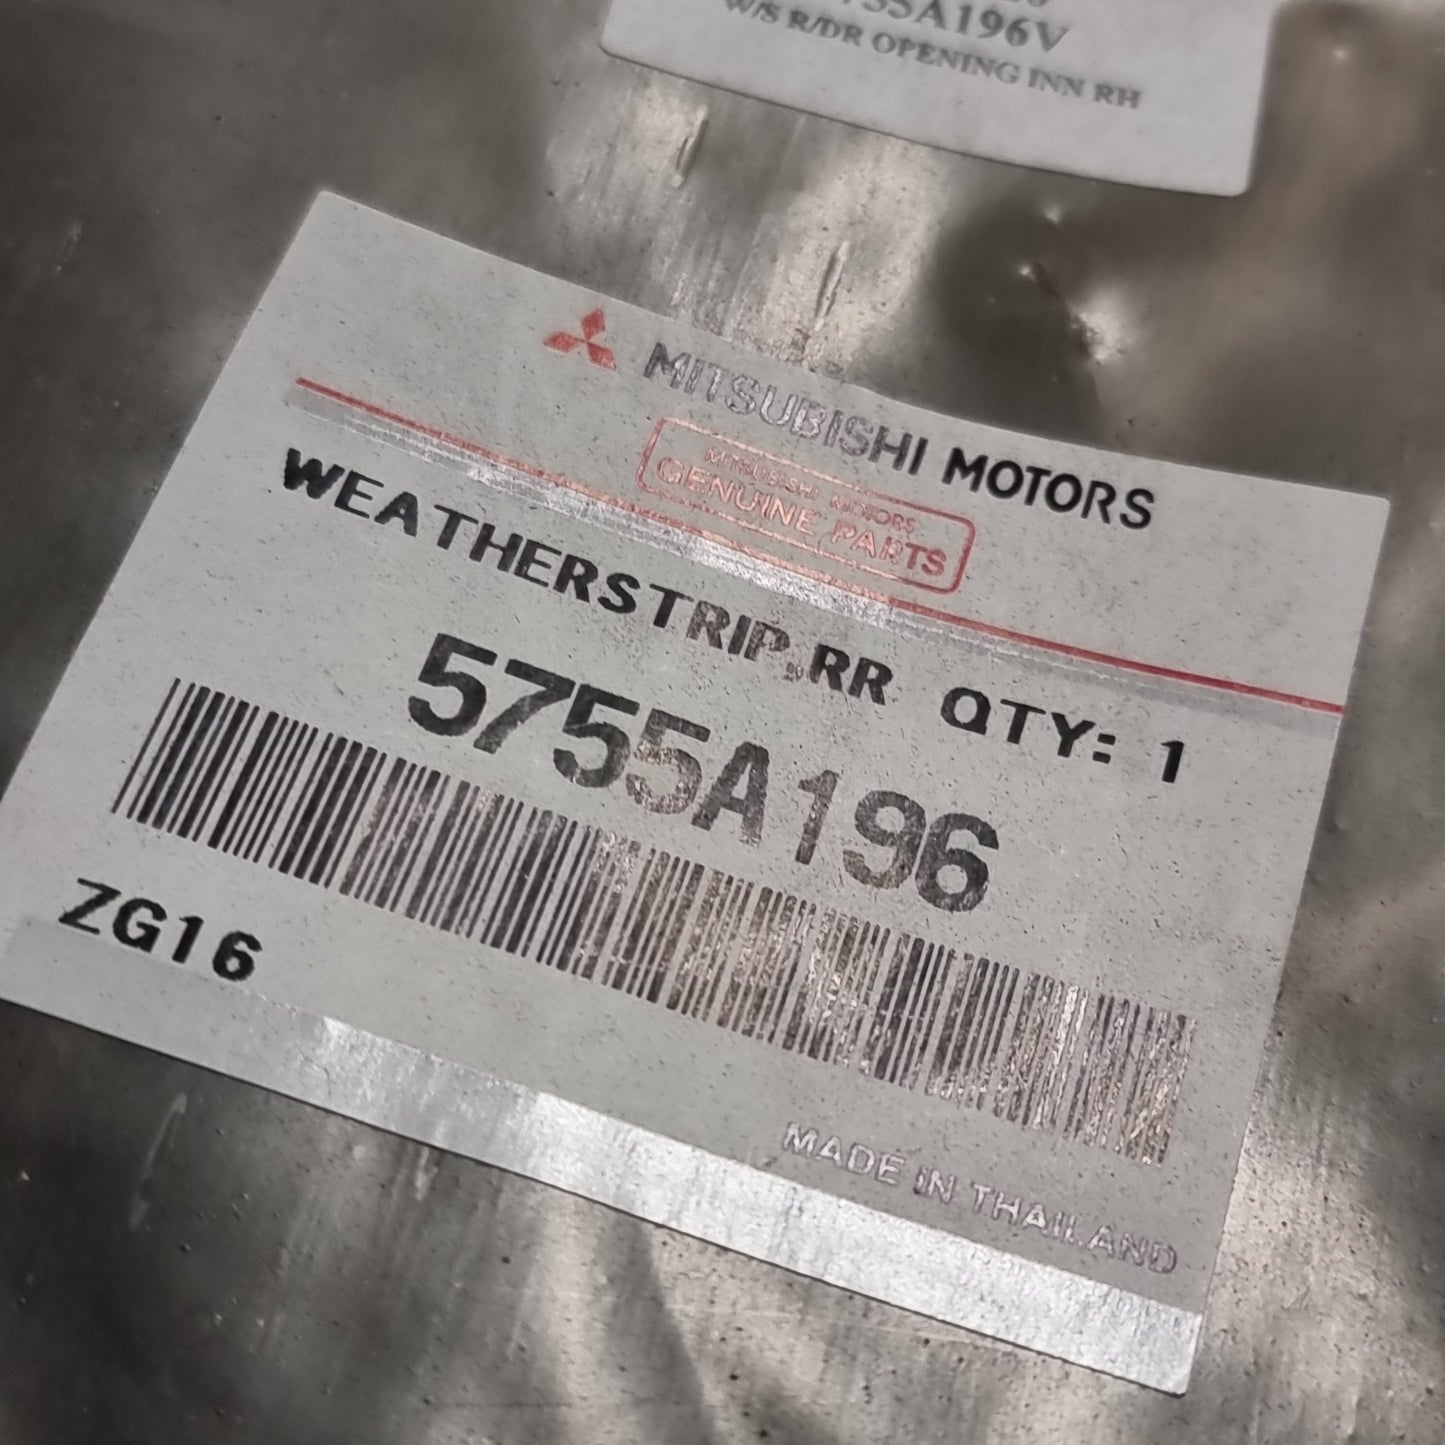 755A196V
W/S R/DR OPENING INN RH
MITSUBISHI MOTORS
MITSUBISHI MOTORS
GENUINE PARTS
WEATHERSTRIP,RR QTY: 1
5755A196
ZG16
MADE IN THAILAND